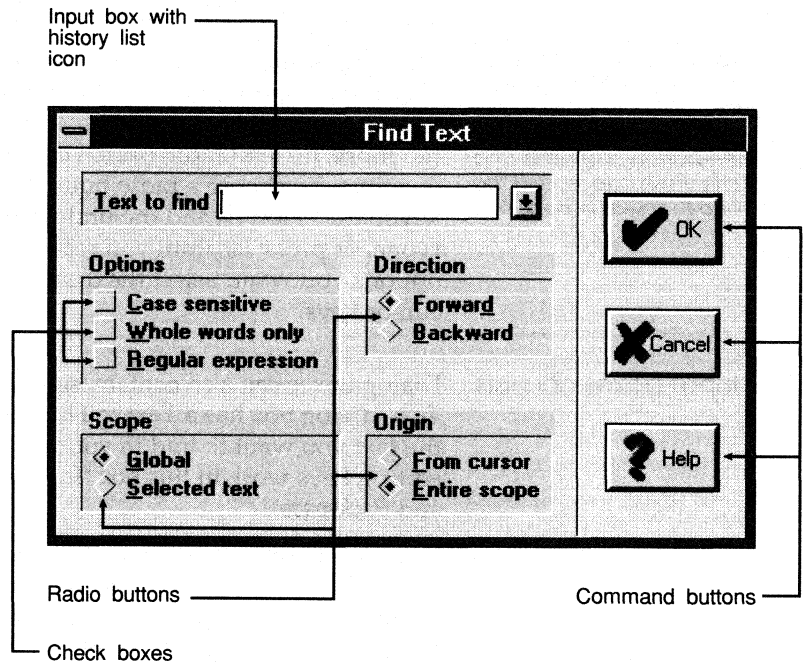 Input box with
history list
icon
Find Text
Text to find
OK
Options
Direction
Case sensitive
Forward
Whole words only
Backward
Regular expression
Cancel
Scope
Origin
Global
From cursor
Help
Selected text
Entire scope
Radio buttons
Command buttons
Check boxes